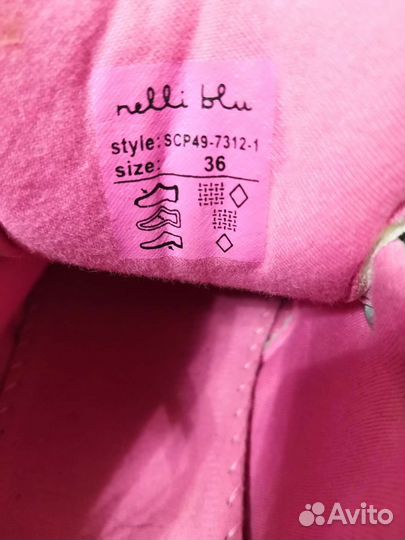 nelli blu
style: SCP49-7312-1
size: 36
Avito